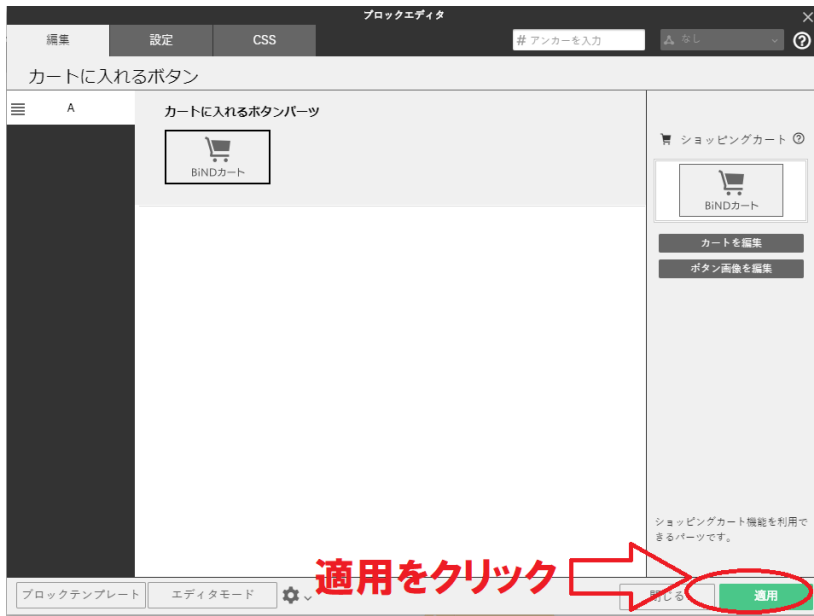 ブロックエディタ
編集 設定 CSS # アンカーを入力 なし
カートに入れるボタン
A
カートに入れるボタンパーツ
BiNDカート
ショッピングカート
BiNDカート
カートを編集
ボタン画像を編集
ショッピングカート機能を利用で
きるパーツです。
適用をクリック
ブロックテンプレート エディタモード 閉じる 適用